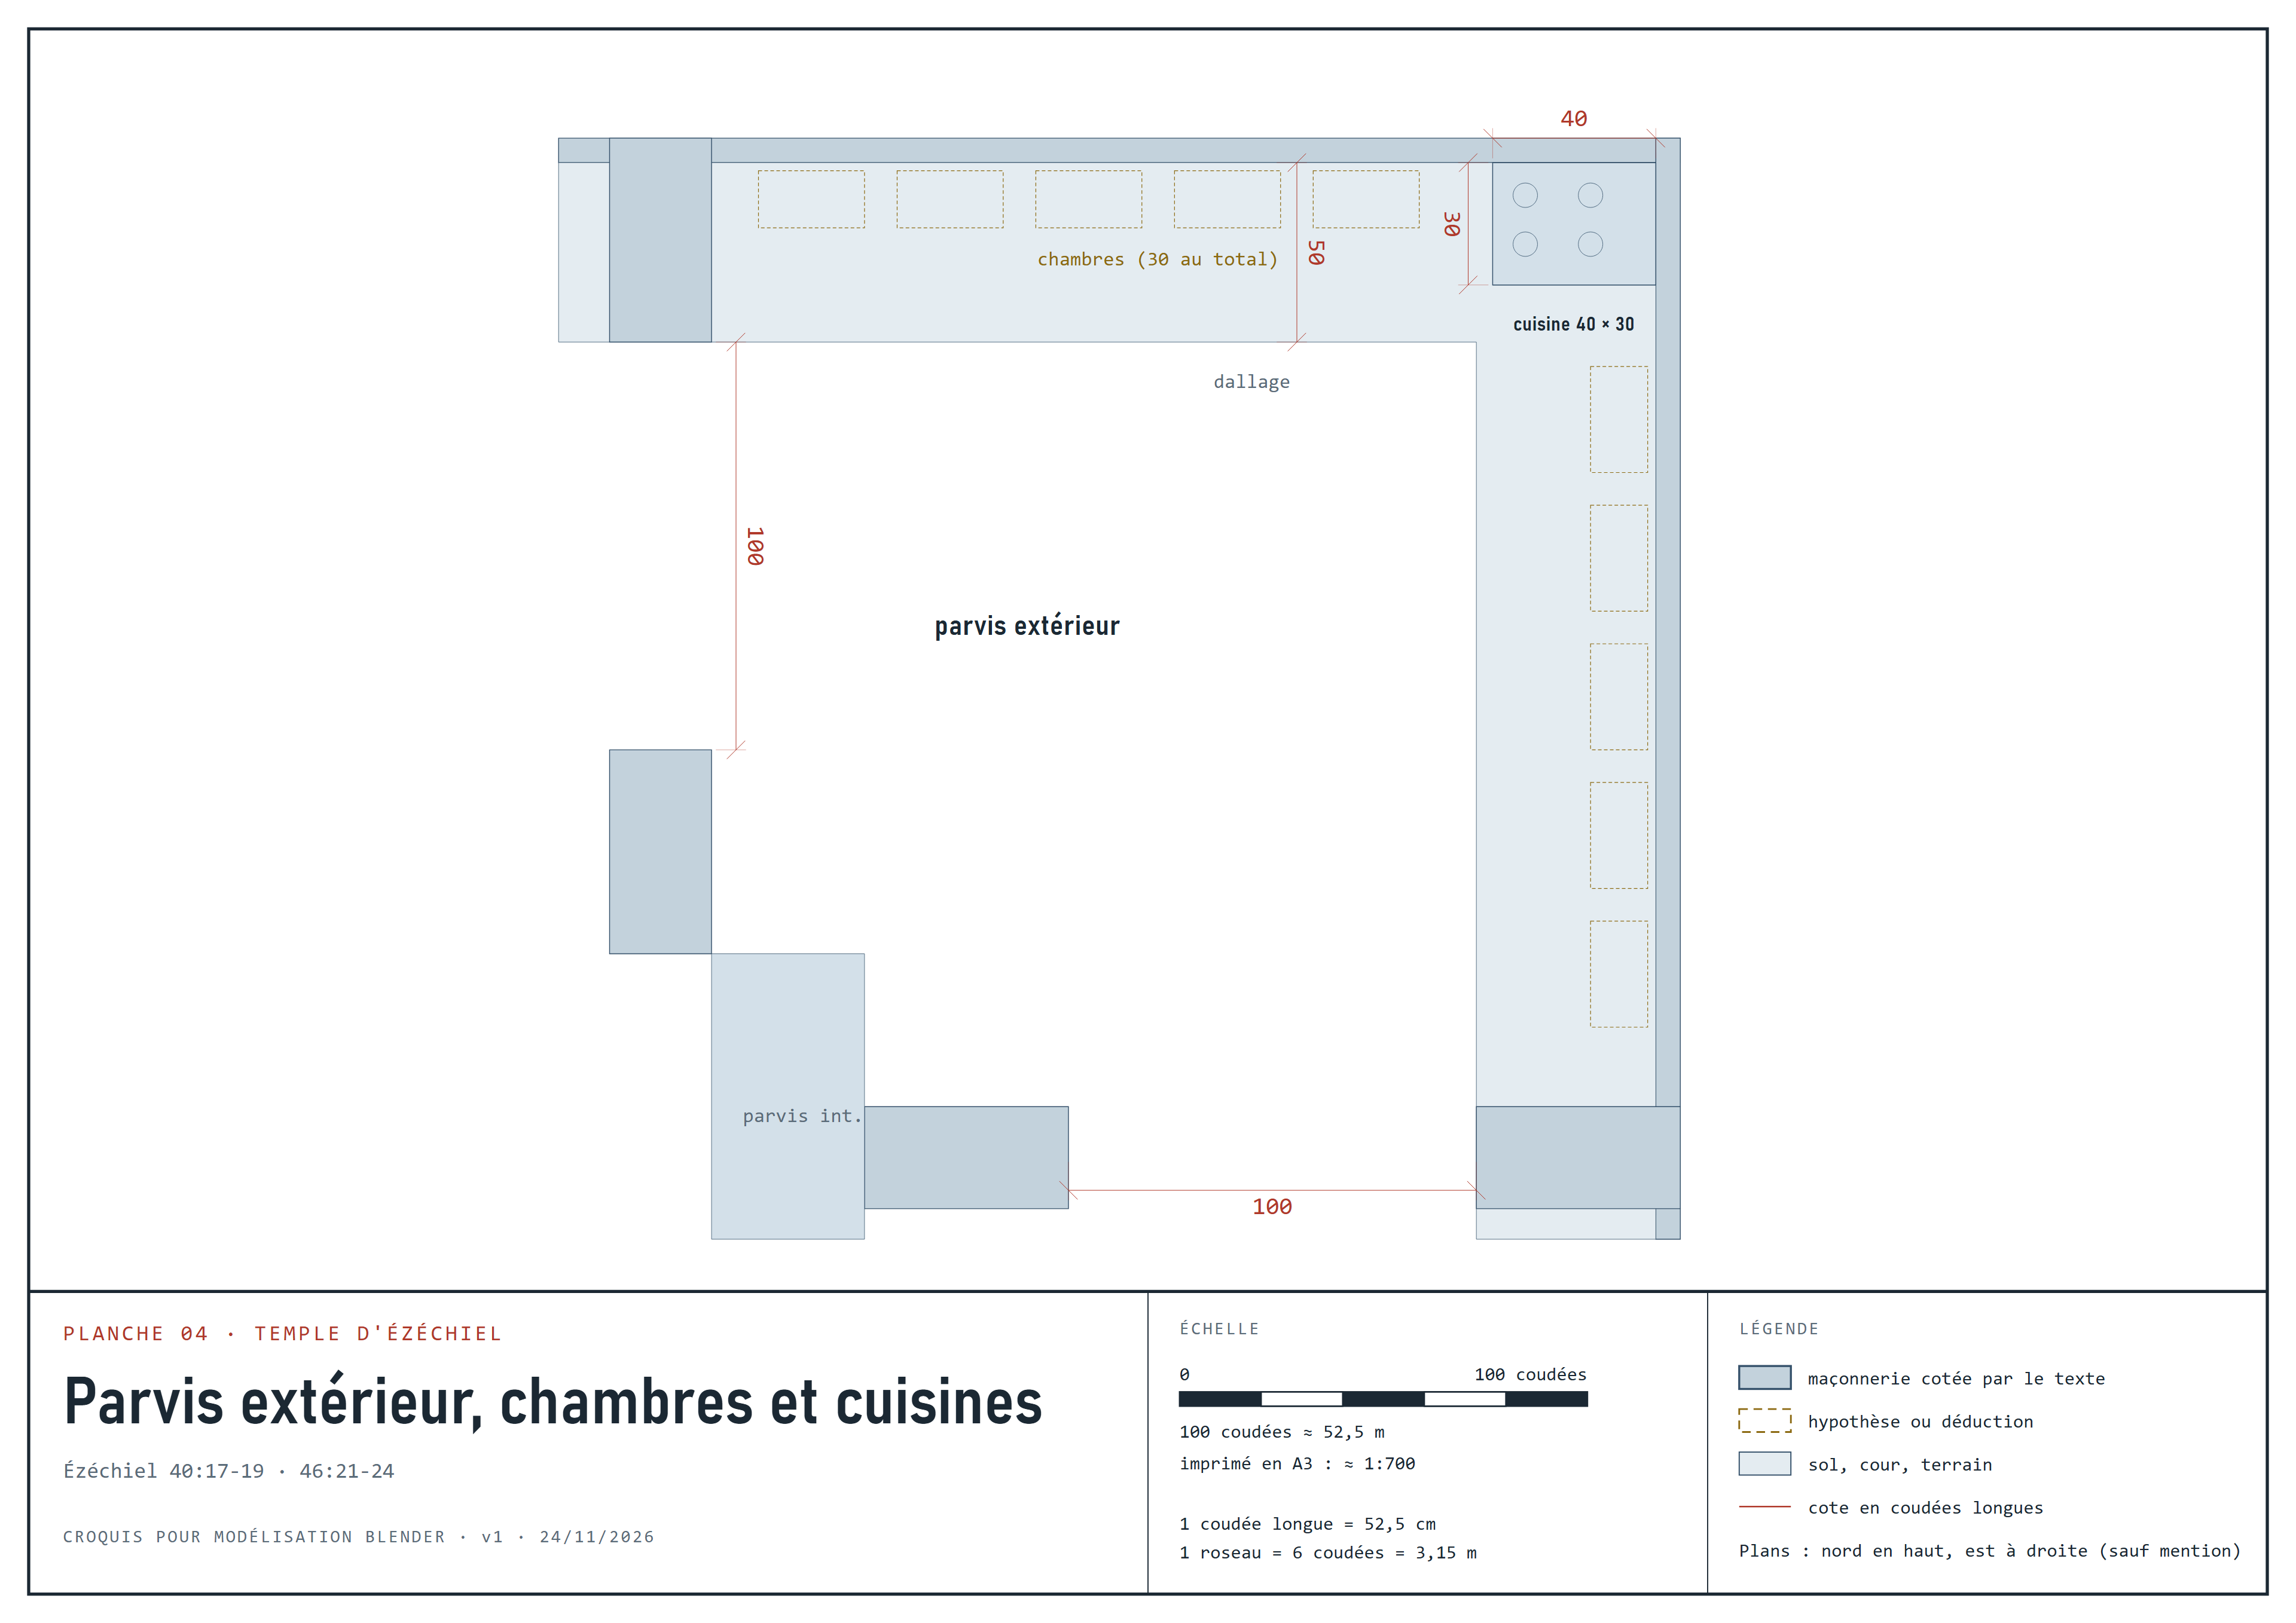 40
30
50
chambres (30 au total)
cuisine 40 × 30
dallage
100
parvis extérieur
parvis int.
100
PLANCHE 04 · TEMPLE D'ÉZÉCHIEL
Parvis extérieur, chambres et cuisines
Ézéchiel 40:17-19 · 46:21-24
CROQUIS POUR MODÉLISATION BLENDER · v1 · 24/11/2026
ÉCHELLE
0 100 coudées
100 coudées ≈ 52,5 m
imprimé en A3 : ≈ 1:700
1 coudée longue = 52,5 cm
1 roseau = 6 coudées = 3,15 m
LÉGENDE
maçonnerie cotée par le texte
hypothèse ou déduction
sol, cour, terrain
cote en coudées longues
Plans : nord en haut, est à droite (sauf mention)